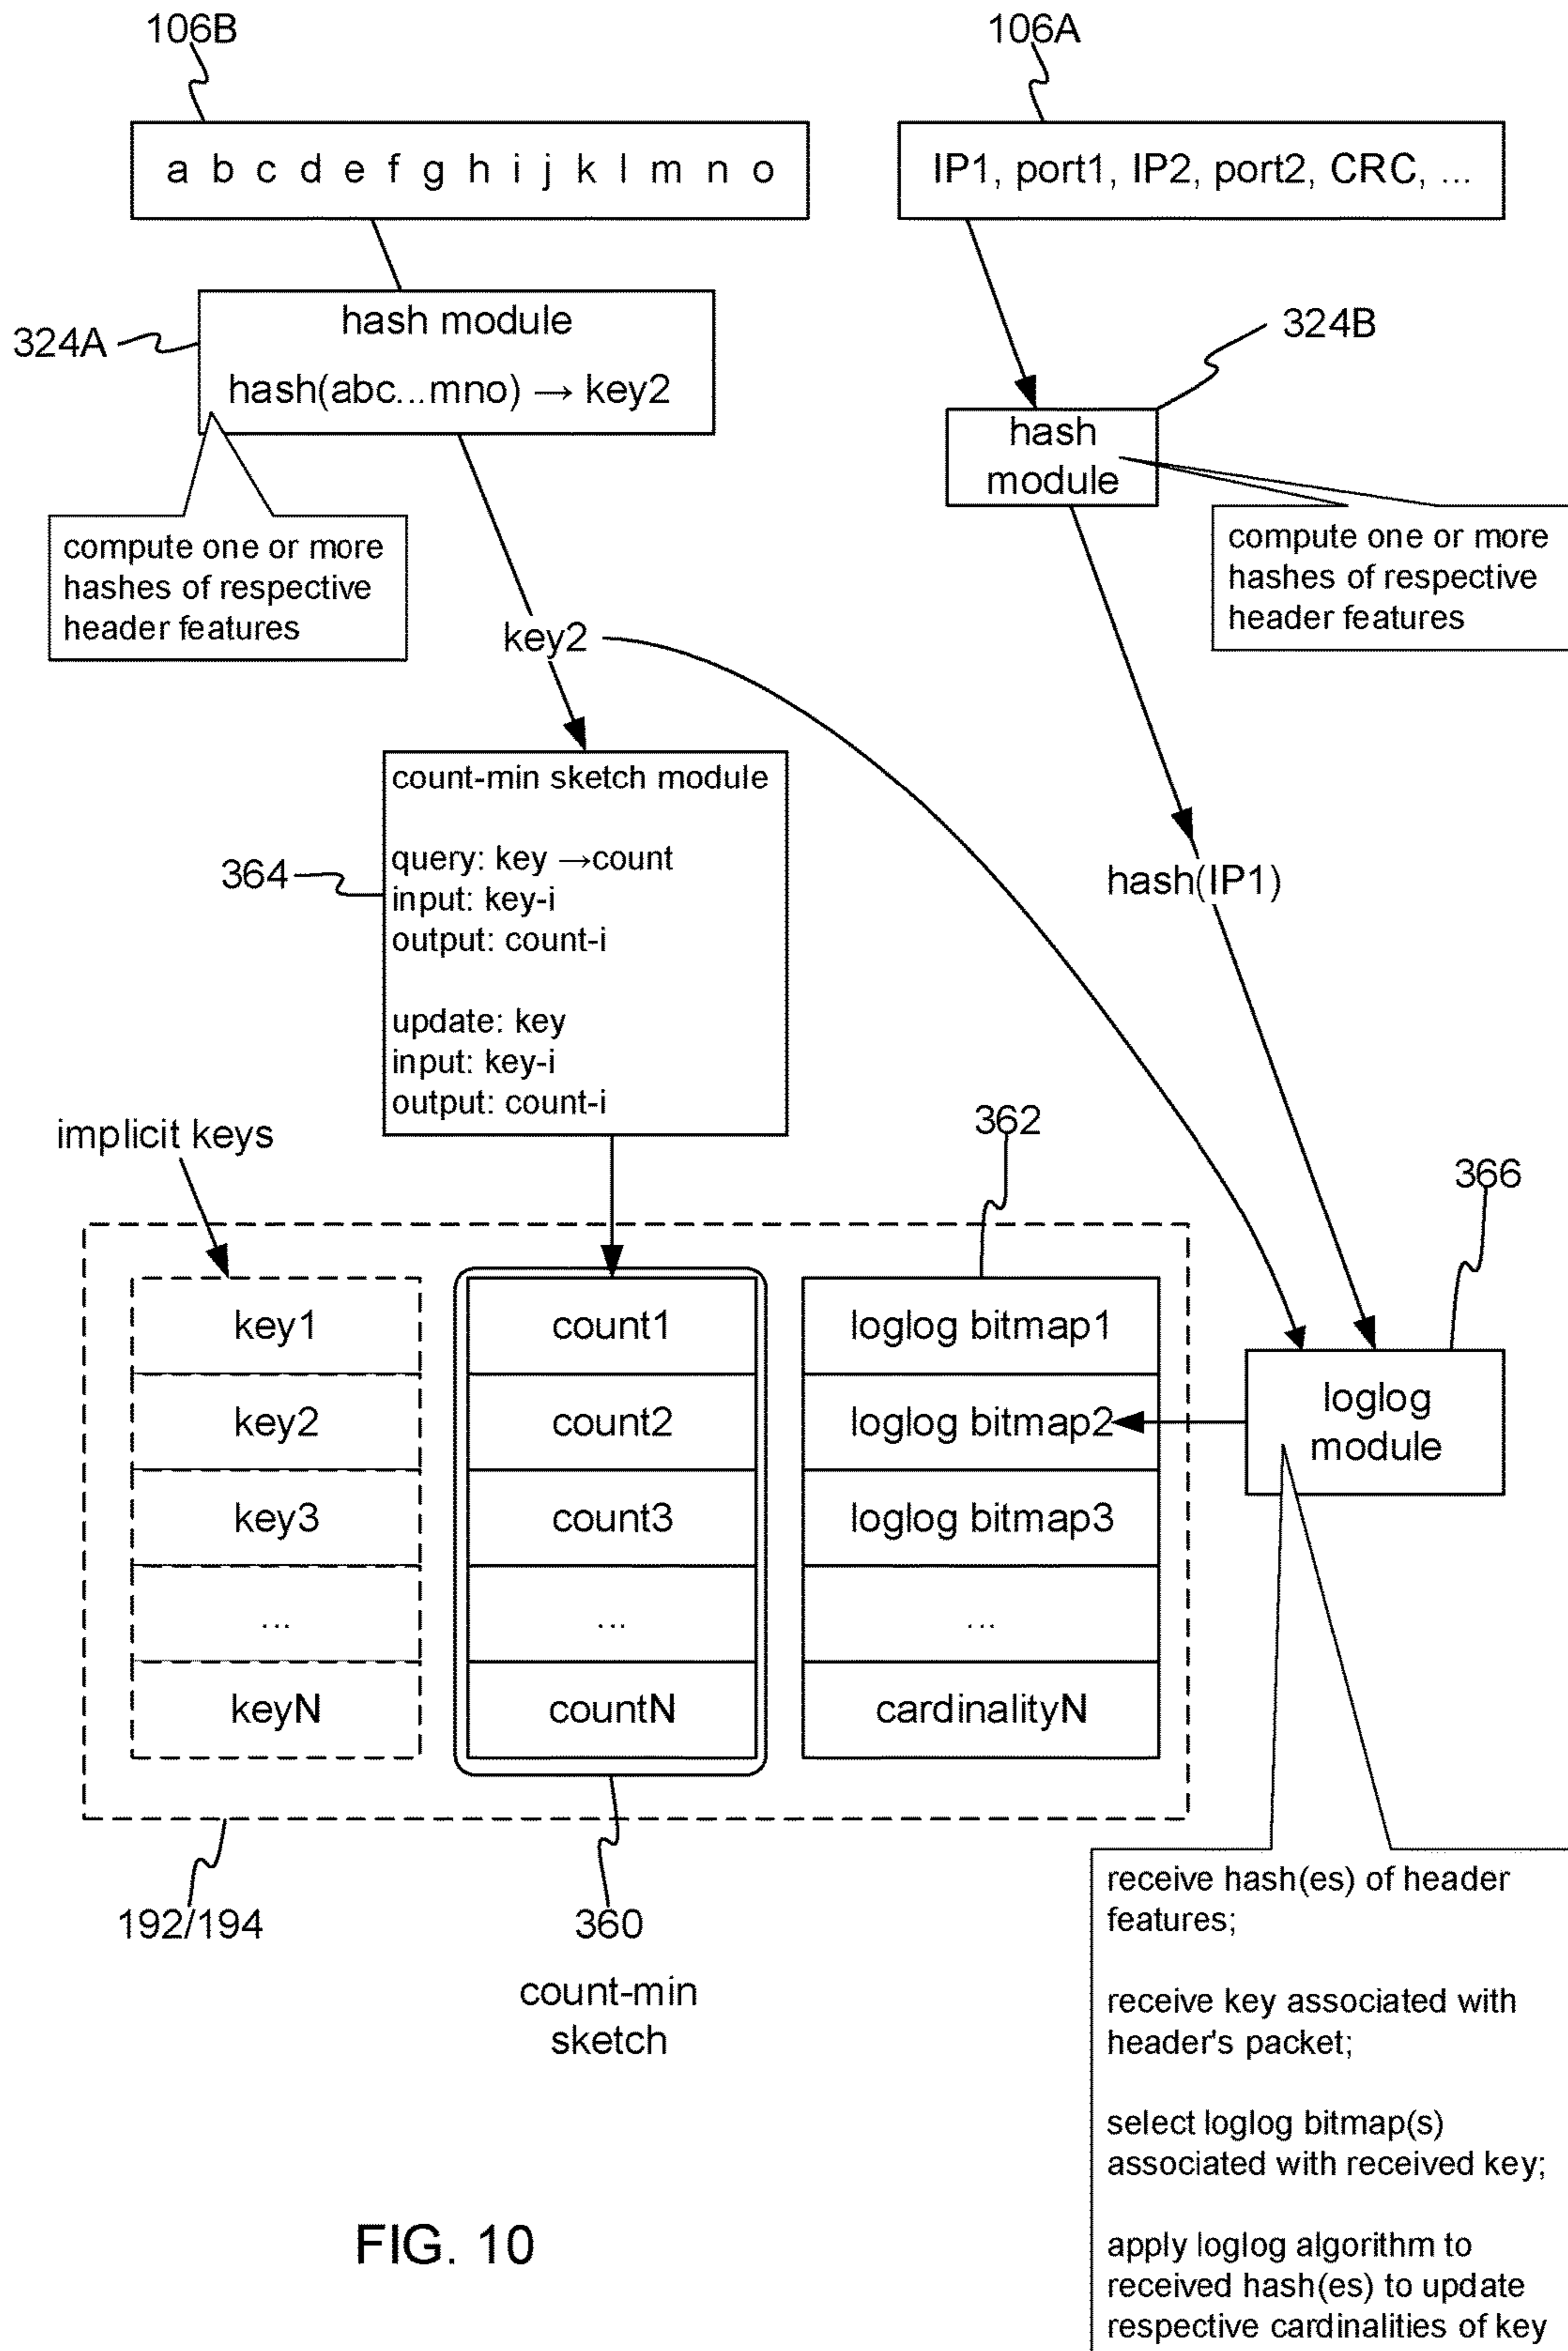 106B
106A
a b c d e f g h i j k l m n o
IP1, port1, IP2, port2, CRC, ...
324A
hash module
hash(abc...mno) → key2
324B
hash
module
compute one or more
hashes of respective
header features
compute one or more
hashes of respective
header features
key2
hash(IP1)
364
count-min sketch module
query: key →count
input: key-i
output: count-i
update: key
input: key-i
output: count-i
implicit keys
362
366
key1
key2
key3
...
keyN
count1
count2
count3
...
countN
loglog bitmap1
loglog bitmap2
loglog bitmap3
...
cardinalityN
loglog
module
192/194
360
count-min
sketch
receive hash(es) of header
features;
receive key associated with
header's packet;
select loglog bitmap(s)
associated with received key;
apply loglog algorithm to
received hash(es) to update
respective cardinalities of key
FIG. 10